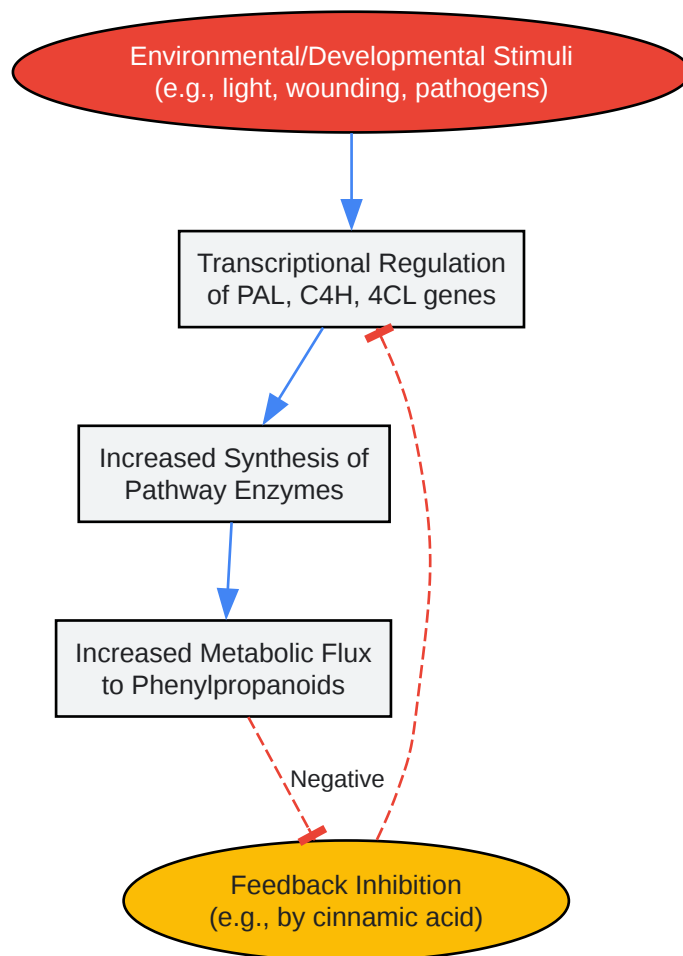 Environmental/Developmental Stimuli
(e.g., light, wounding, pathogens)
Transcriptional Regulation
of PAL, C4H, 4CL genes
Increased Synthesis of
Pathway Enzymes
Increased Metabolic Flux
to Phenylpropanoids
Negative
Feedback Inhibition
(e.g., by cinnamic acid)